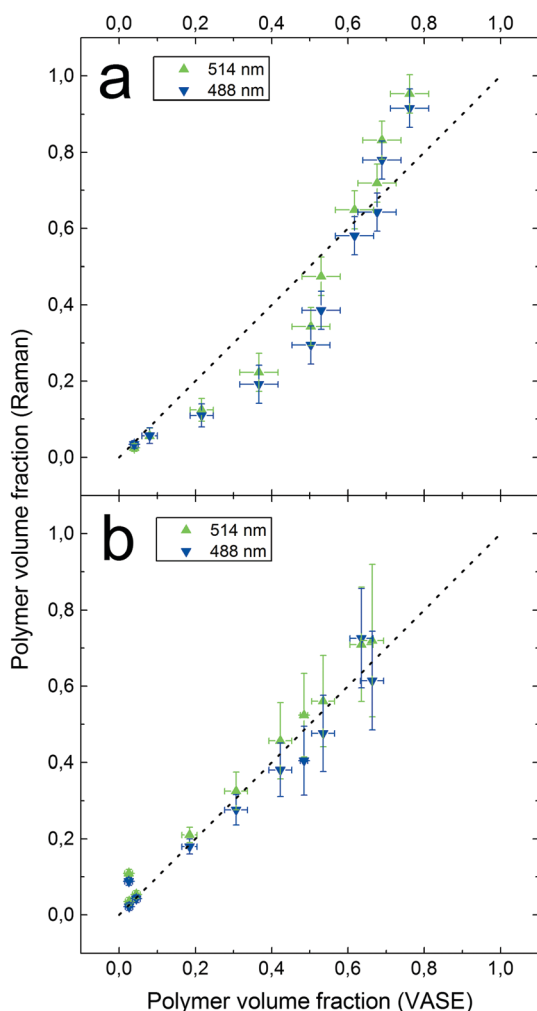 0,0 0,2 0,4 0,6 0,8 1,0
a
514 nm
488 nm
1,0
0,8
0,6
0,4
0,2
0,0
Polymer volume fraction (Raman)
b
514 nm
488 nm
1,0
0,8
0,6
0,4
0,2
0,0
0,0 0,2 0,4 0,6 0,8 1,0
Polymer volume fraction (VASE)